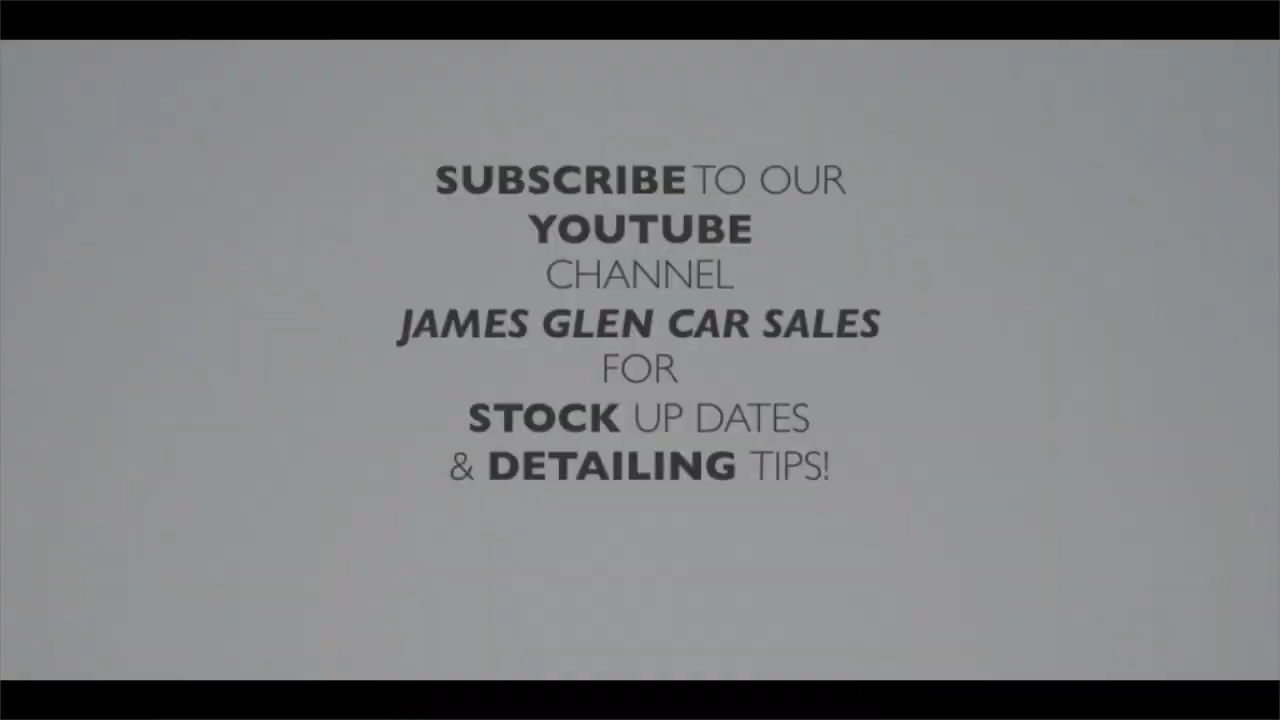 SUBSCRIBE TO OUR
YOUTUBE
CHANNEL
JAMES GLEN CAR SALES
FOR
STOCK UP DATES
& DETAILING TIPS!